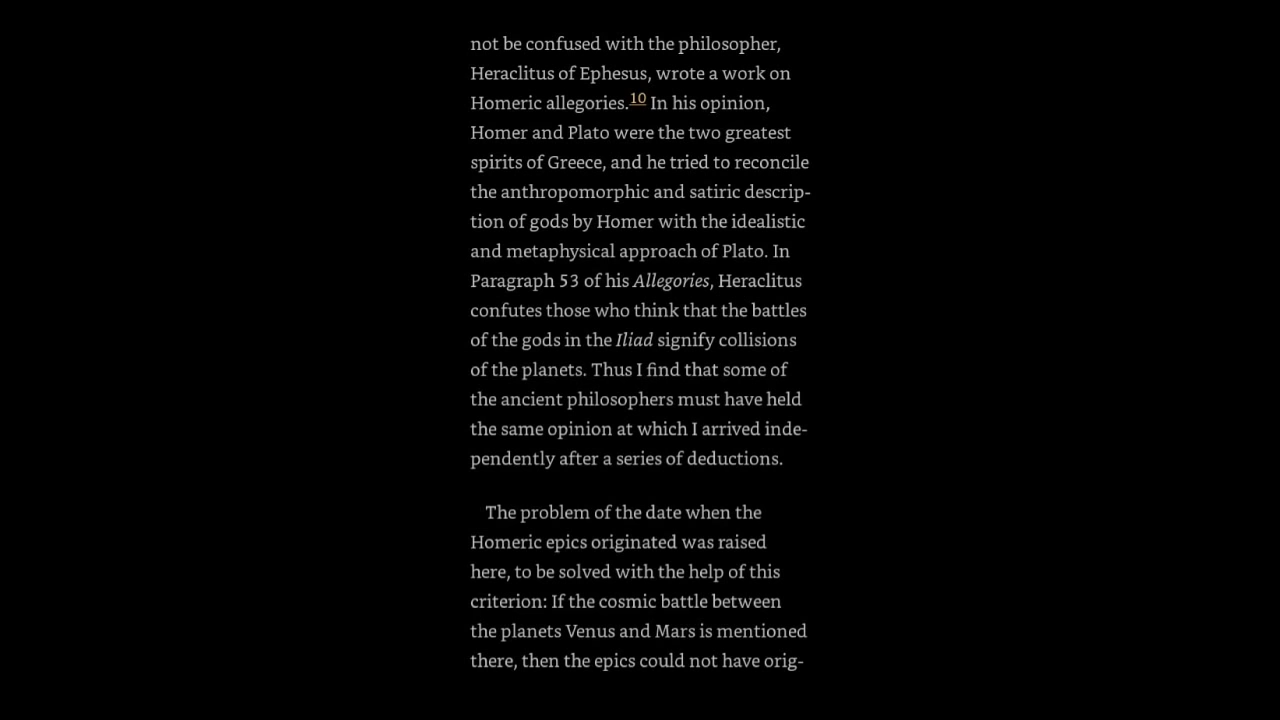 not be confused with the philosopher,
Heraclitus of Ephesus, wrote a work on
Homeric allegories.10 In his opinion,
Homer and Plato were the two greatest
spirits of Greece, and he tried to reconcile
the anthropomorphic and satiric descrip-
tion of gods by Homer with the idealistic
and metaphysical approach of Plato. In
Paragraph 53 of his Allegories, Heraclitus
confutes those who think that the battles
of the gods in the Iliad signify collisions
of the planets. Thus I find that some of
the ancient philosophers must have held
the same opinion at which I arrived inde-
pendently after a series of deductions.
The problem of the date when the
Homeric epics originated was raised
here, to be solved with the help of this
criterion: If the cosmic battle between
the planets Venus and Mars is mentioned
there, then the epics could not have orig-